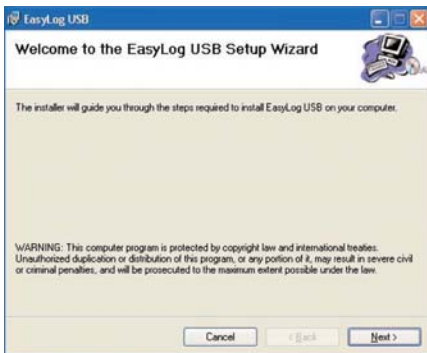 EasyLog USB
Welcome to the EasyLog USB Setup Wizard
The installer will guide you through the steps required to install EasyLog USB on your computer.
WARNING: This computer program is protected by copyright law and international treaties.
Unauthorized duplication or distribution of this program, or any portion of it, may result in severe civil
or criminal penalties, and will be prosecuted to the maximum extent possible under the law.
Cancel
< Back
Next >